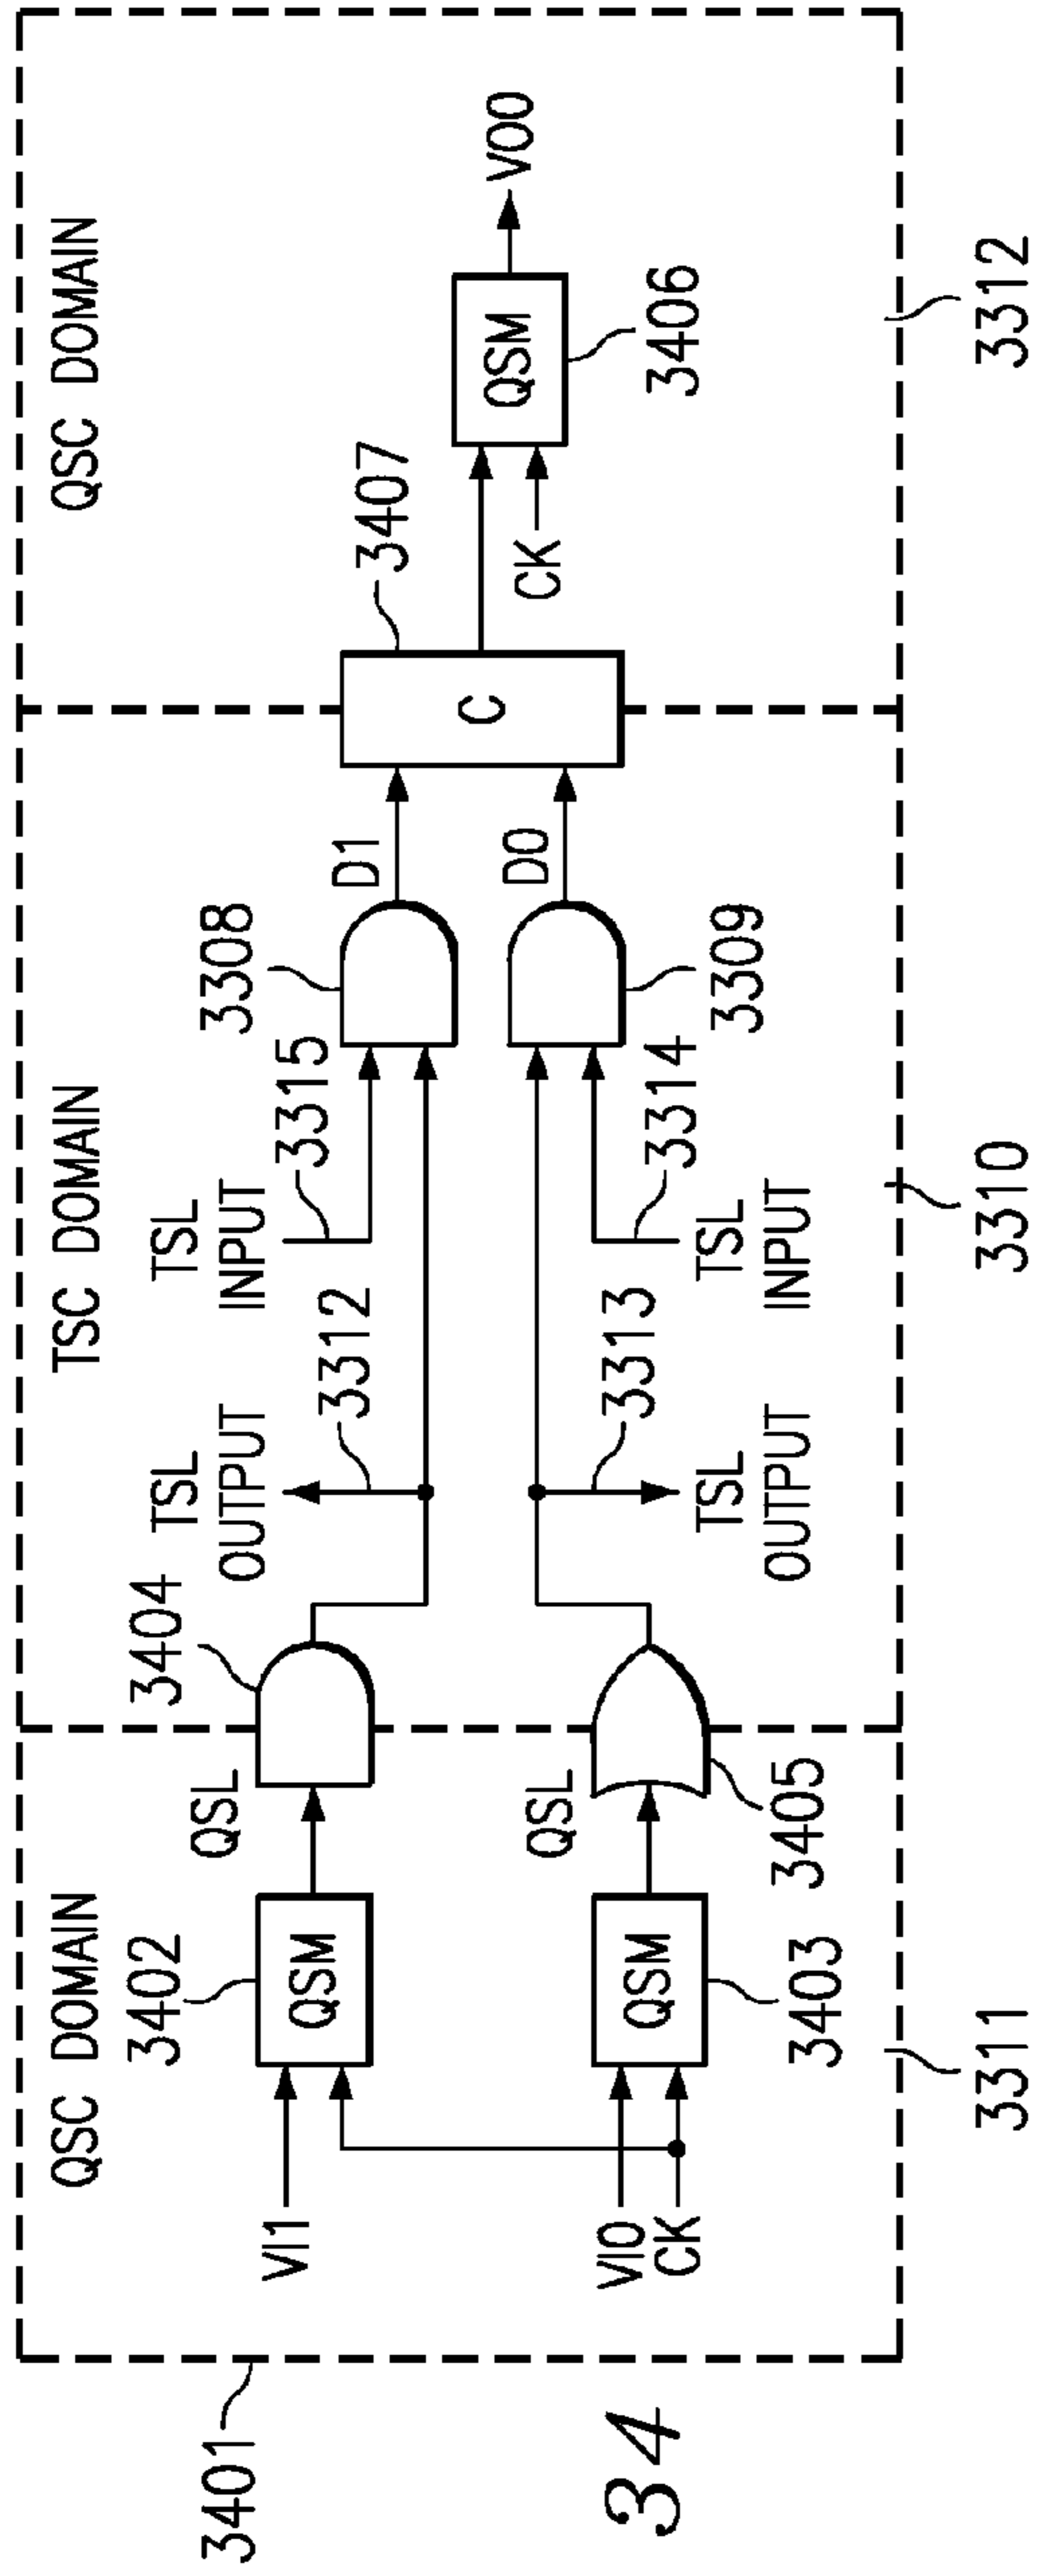 QSC DOMAIN
TSC DOMAIN
QSC DOMAIN
3401
3402
QSL
3404
TSL
OUTPUT
TSL
INPUT
3312
3315
3308
D1
3407
VI1
QSM
C
QSM
VOO
CK
3406
VIO
CK
QSM
QSL
3403
3405
3313
TSL
OUTPUT
3314
TSL
INPUT
D0
3309
3311
3310
3312
34